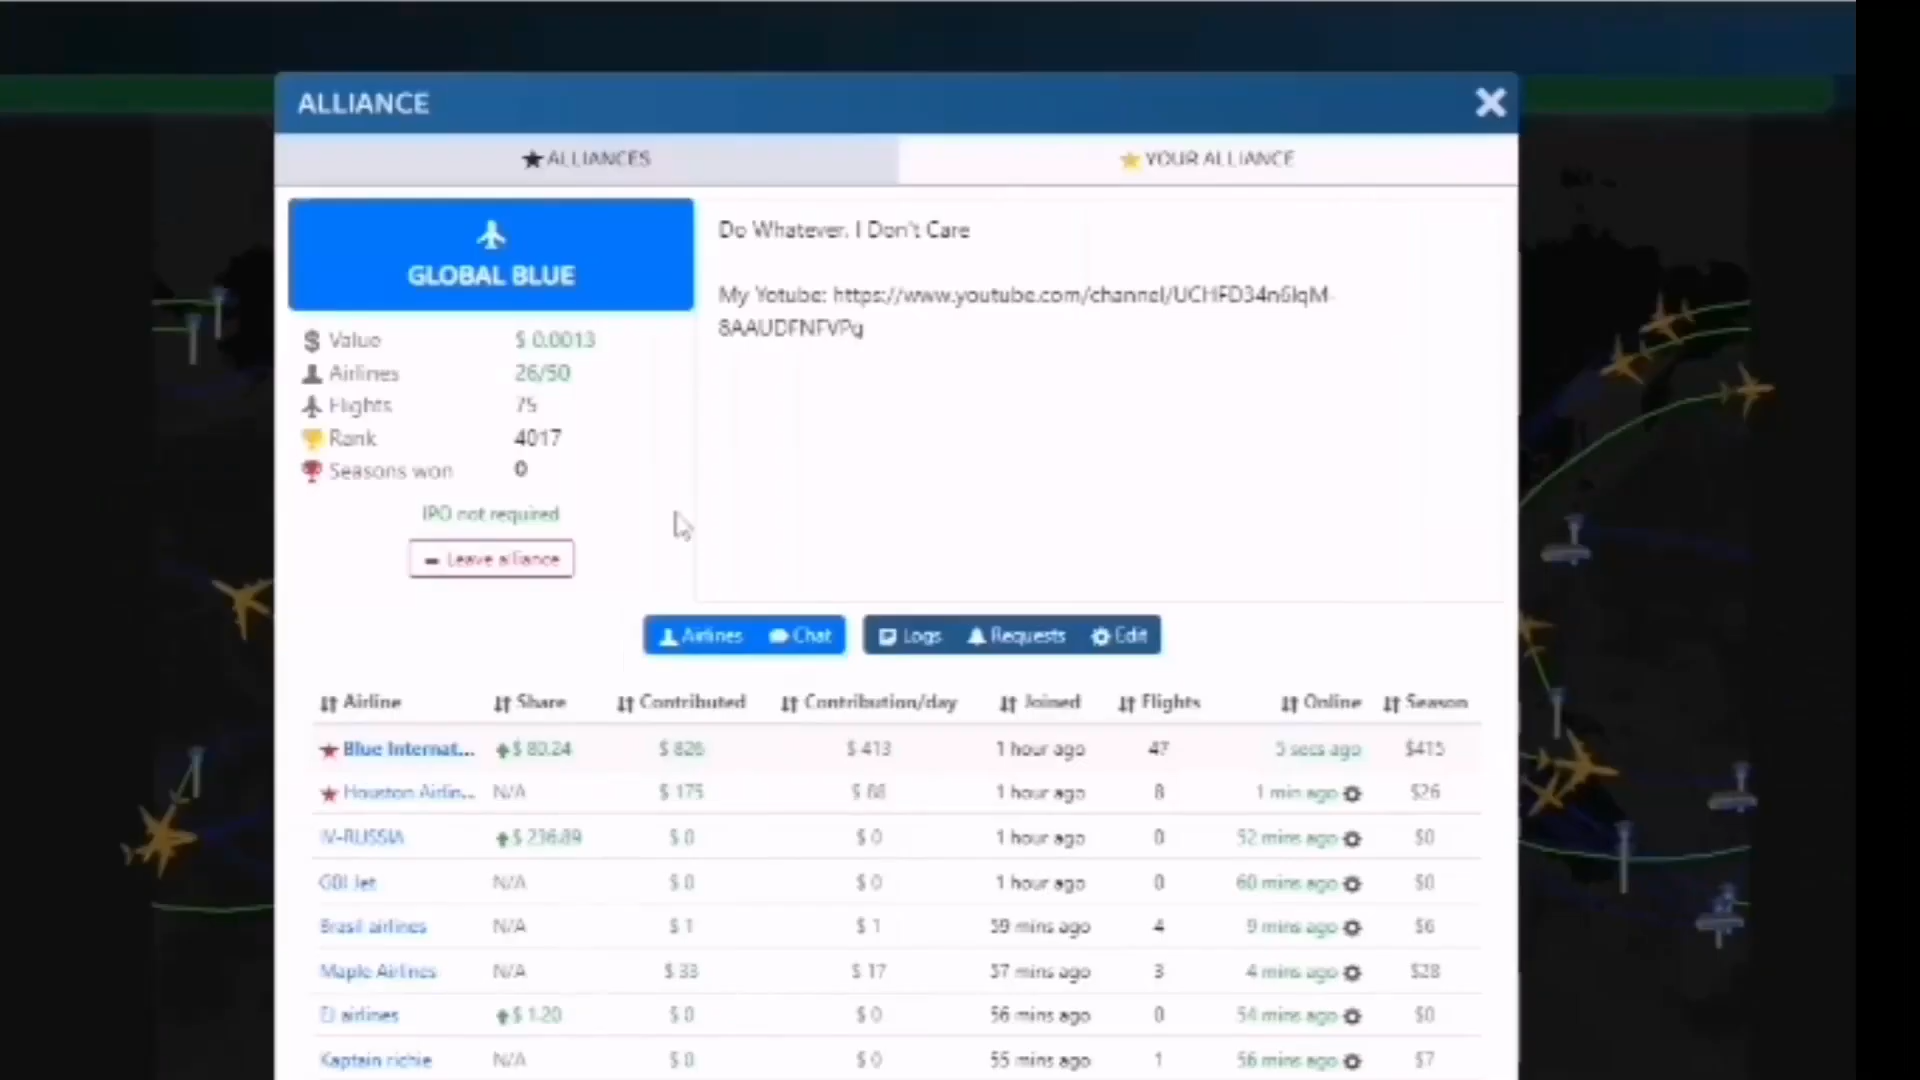 ALLIANCE
ALLIANCES
YOUR ALLIANCE
GLOBAL BLUE
Do Whatever. I Don't Care
My Yotube: https://www.youtube.com/channel/UCHFD34n6IqM-
8AAUDFNFVPq
Value $ 0.0013
Airlines 26/50
Flights 75
Rank 4017
Seasons won 0
IPO not required
Leave alliance
Airlines Chat Logs Requests Edit
Airline Share Contributed Contribution/day Joined Flights Online Season
Blue Internat... $ 80.24 $ 826 $ 413 1 hour ago 47 5 secs ago $415
Houston Airlin... N/A $ 175 $ 88 1 hour ago 8 1 min ago $26
IV-RUSSIA $ 236.89 $ 0 $ 0 1 hour ago 0 52 mins ago $0
GBI Jet N/A $ 0 $ 0 1 hour ago 0 60 mins ago $0
Brasil airlines N/A $ 1 $ 1 59 mins ago 4 9 mins ago $6
Maple Airlines N/A $ 33 $ 17 57 mins ago 3 4 mins ago $28
EJ airlines $ 1.20 $ 0 $ 0 56 mins ago 0 54 mins ago $0
Kaptain richie N/A $ 0 $ 0 55 mins ago 1 56 mins ago $7